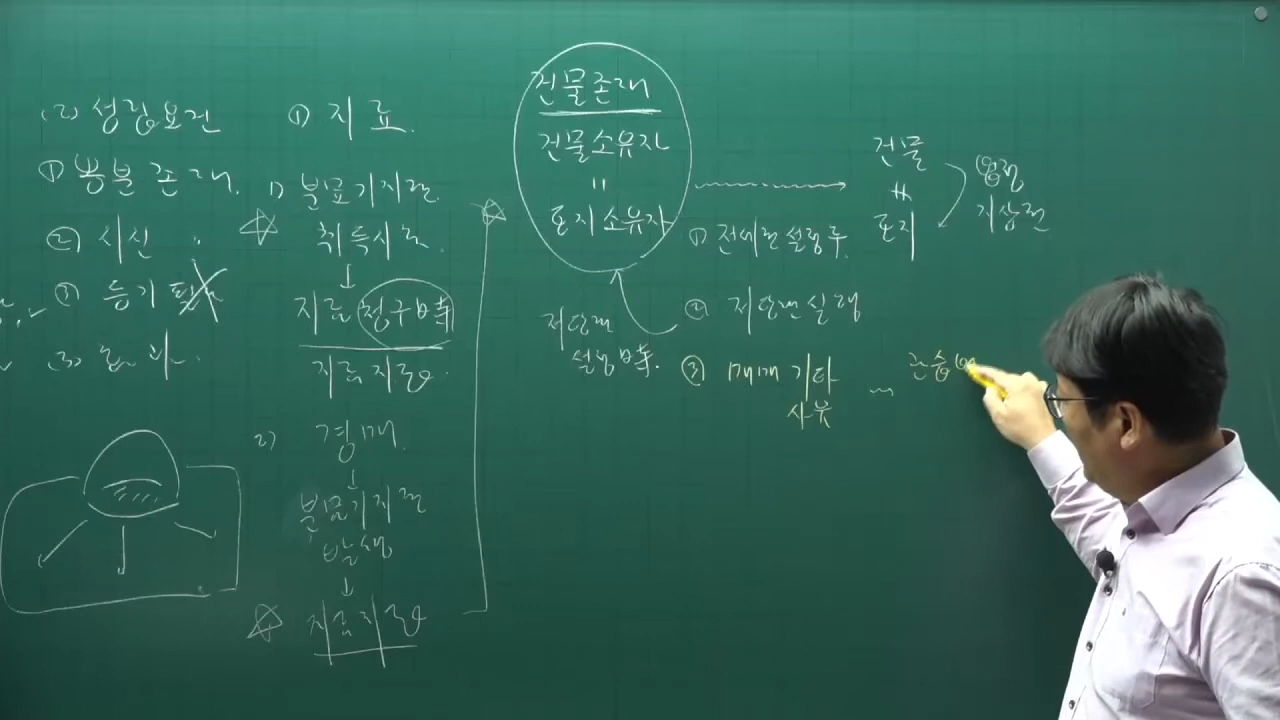 (2) 성립요건
① 봉분존재.
② 시신 〃
③ 등기 필요
(3) 효과.
① 지료.
1) 분묘기지권
취득시효
↓
지료청구時
지료지급
2) 경매.
↓
분묘기지권
발생
↓
지료지급
건물존재
건물소유자
〃
토지소유자
저당권
설정時.
① 전세권설정후.
② 저당권실행
③ 매매 기타
사유
건물
토지
법정
지상권
관습법